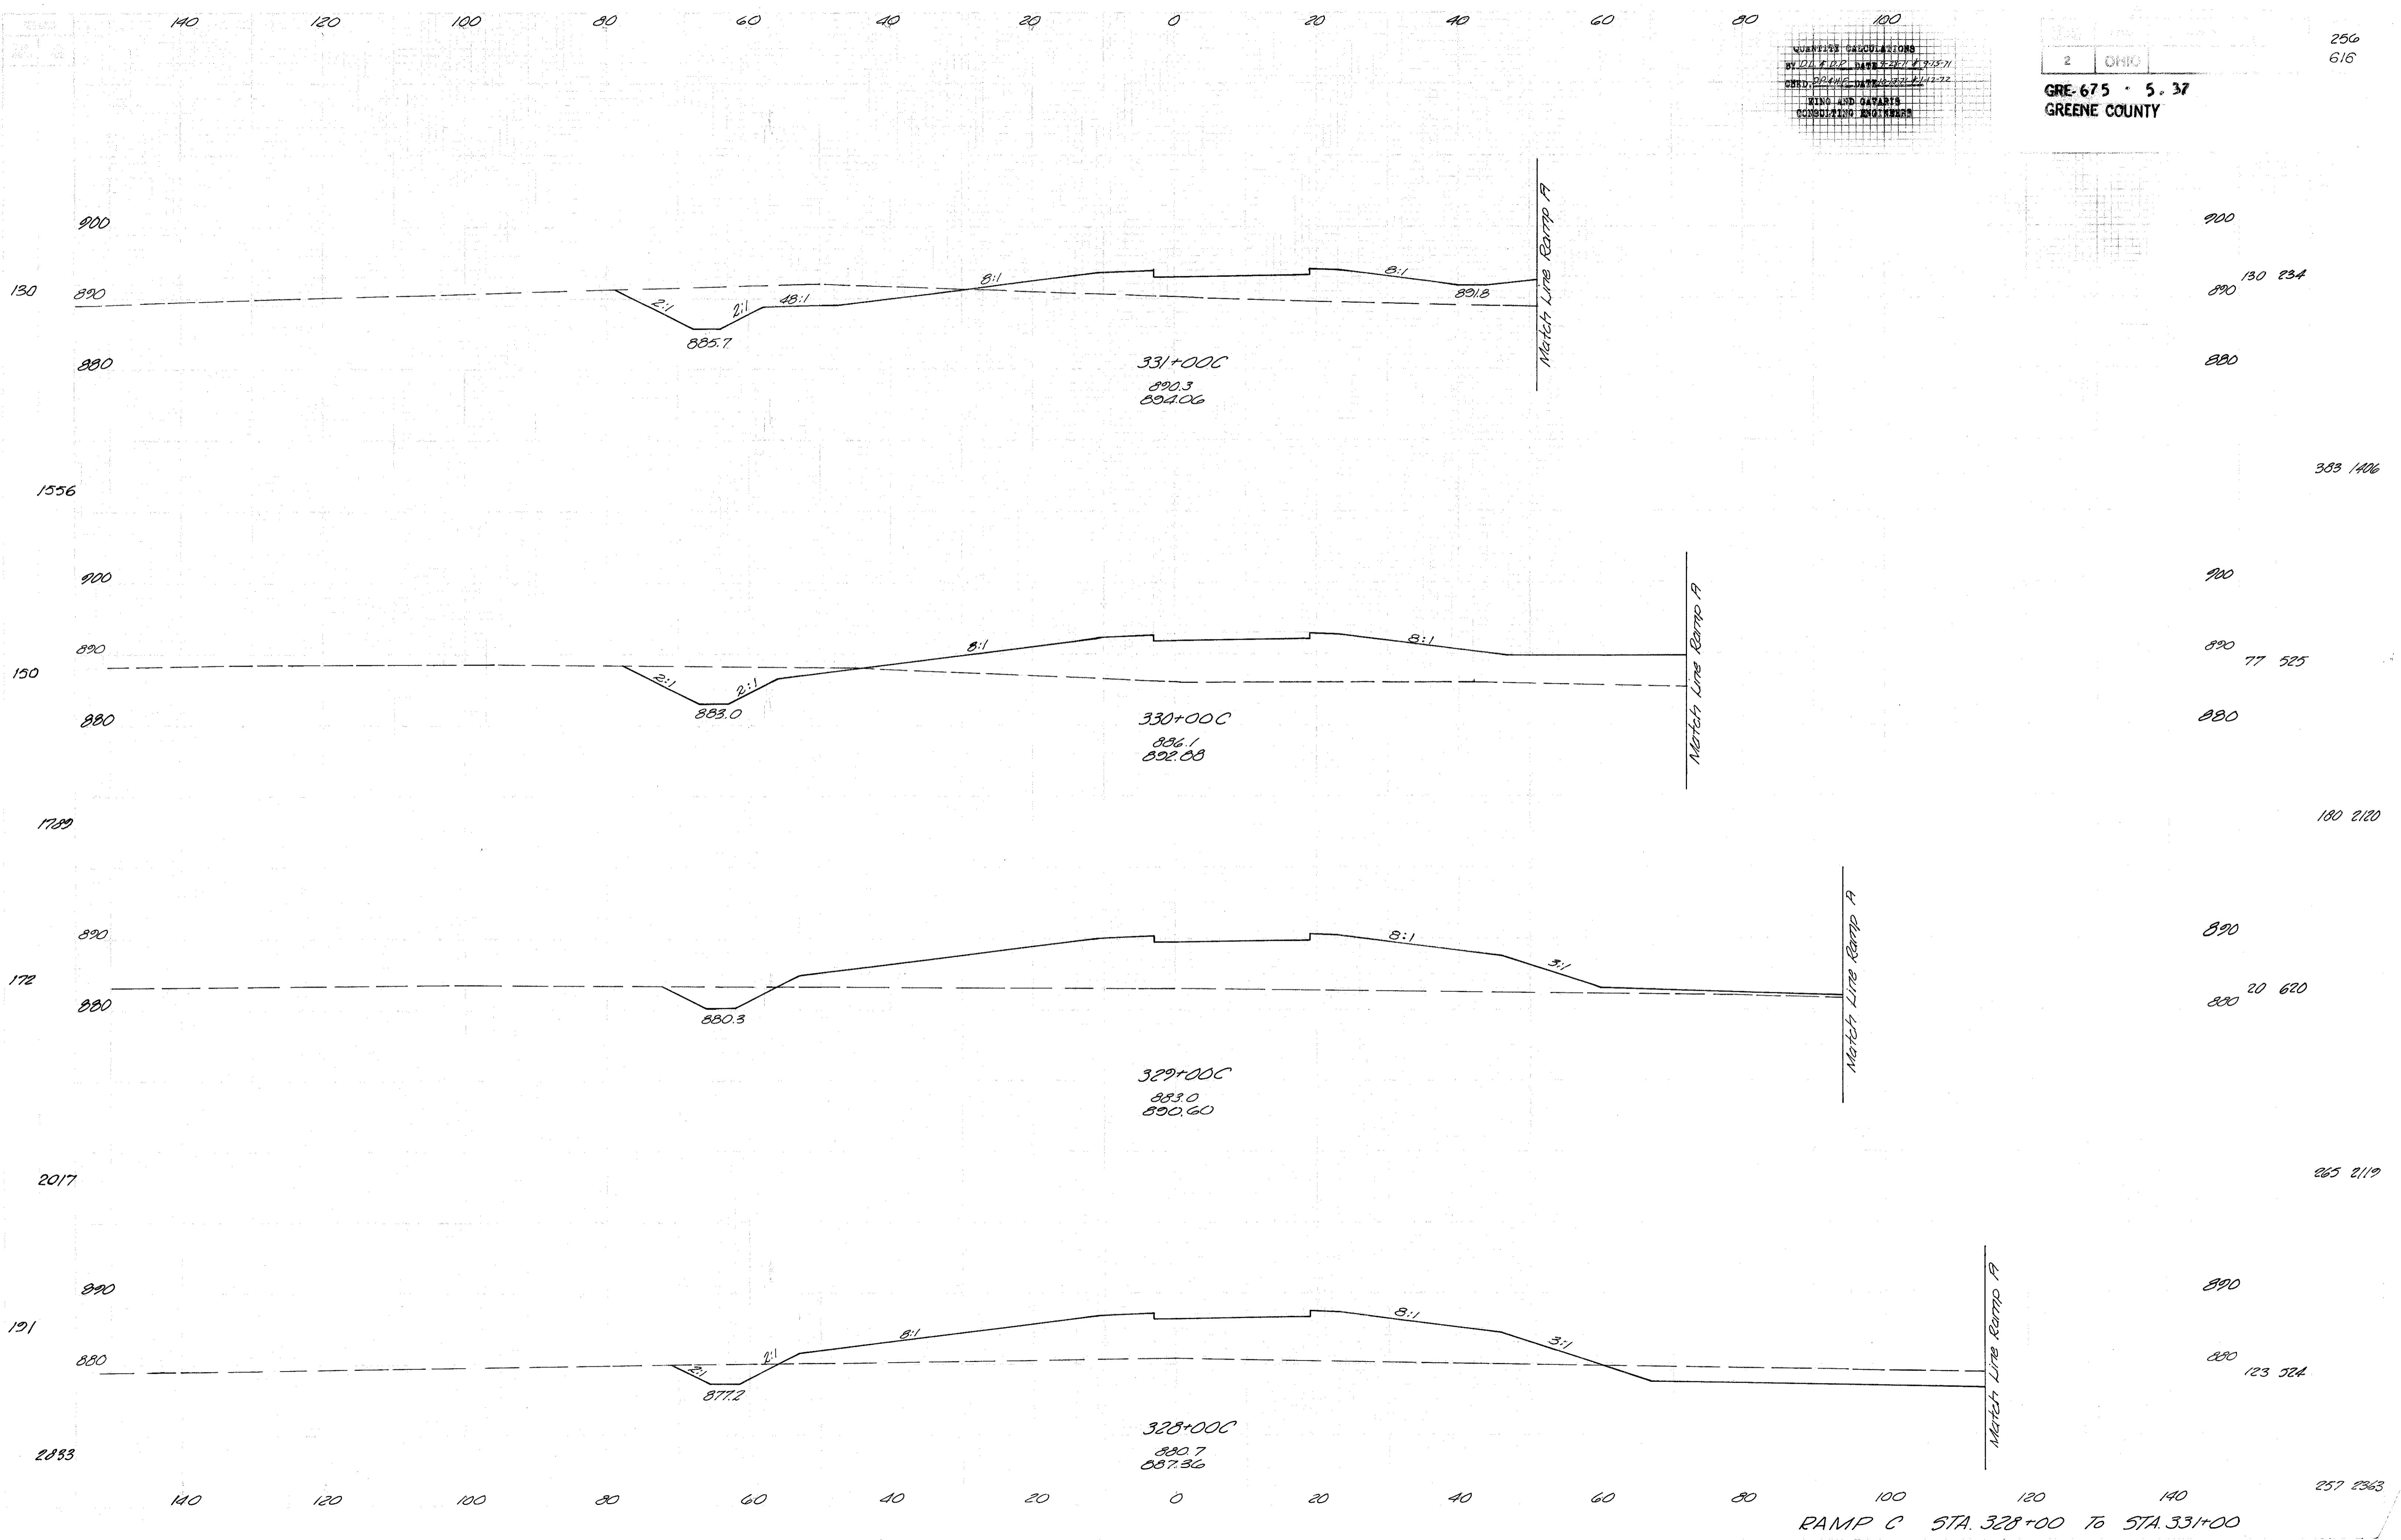 140 120 100 80 60 40 20 0 20 40 60 80 100
256
616
QUANTITY CALCULATIONS
BY DATE
CHKD. DATE
KING AND GAVARIS
CONSULTING ENGINEERS
2 OHIO
GRE-675 - 5.37
GREENE COUNTY
Match Line Ramp A
900 900
130 890 890 130 234
2:1 2:1 48:1 8:1 8:1
891.8
885.7
880 880
331+00C
890.3
894.06
1556 383 1406
Match Line Ramp A
900 900
150 890 890 77 525
2:1 2:1 8:1 8:1
883.0
880 880
330+00C
886.1
892.88
1789 180 2120
Match Line Ramp A
890 890
8:1 3:1
172 880 880 20 620
880.3
329+00C
883.0
890.60
2017 265 2119
Match Line Ramp A
890 890
191 880 880 123 524
2:1 2:1 8:1 8:1 3:1
877.2
328+00C
880.7
887.36
2833 257 2363
140 120 100 80 60 40 20 0 20 40 60 80 100 120 140
RAMP C STA. 328+00 To STA. 331+00